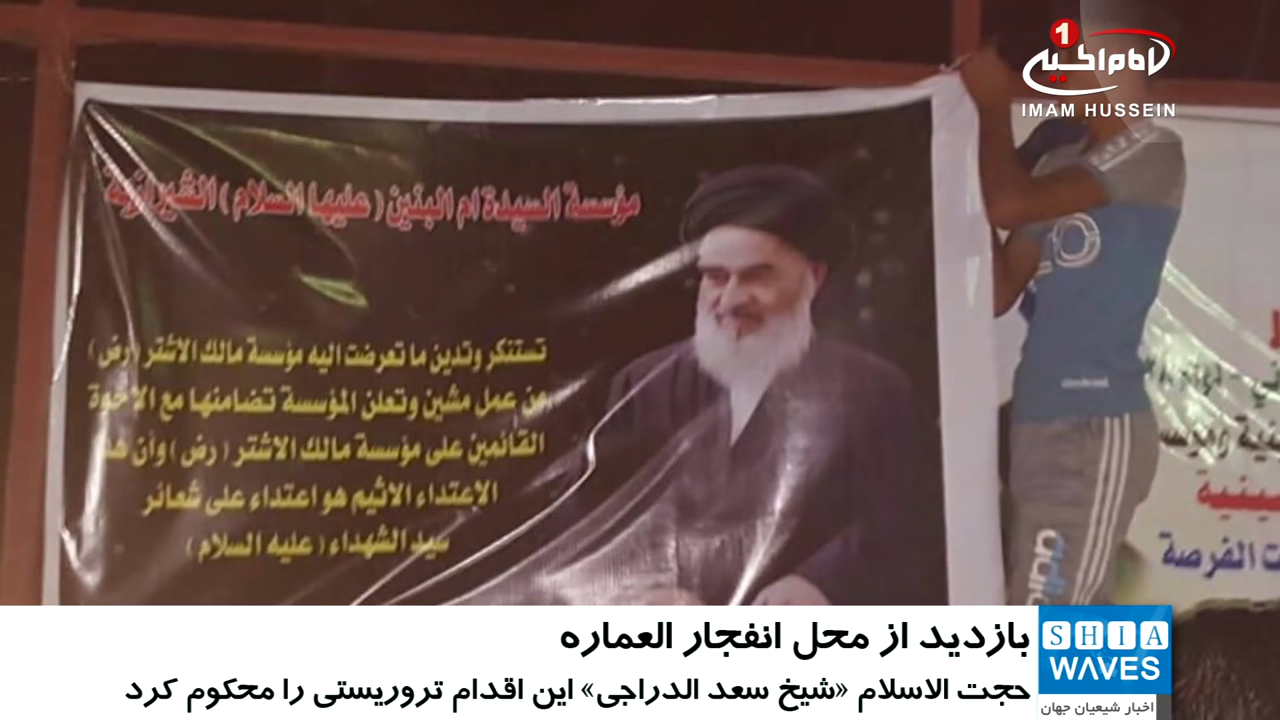 1
امام الحسین
IMAM HUSSEIN
مؤسسة السيدة ام البنين ( عليها السلام ) الشيرازية
تستنكر وتدين ما تعرضت اليه مؤسسة مالك الاشتر ( رض )
من عمل مشين وتعلن المؤسسة تضامنها مع الاخوة
القائمين على مؤسسة مالك الاشتر ( رض ) وأن هذا
الاعتداء الاثيم هو اعتداء على شعائر
سيد الشهداء ( عليه السلام )
ت الفرصة
بازدید از محل انفجار العماره
حجت الاسلام «شیخ سعد الدراجی» این اقدام تروریستی را محکوم کرد
SHIA
WAVES
اخبار شیعیان جهان